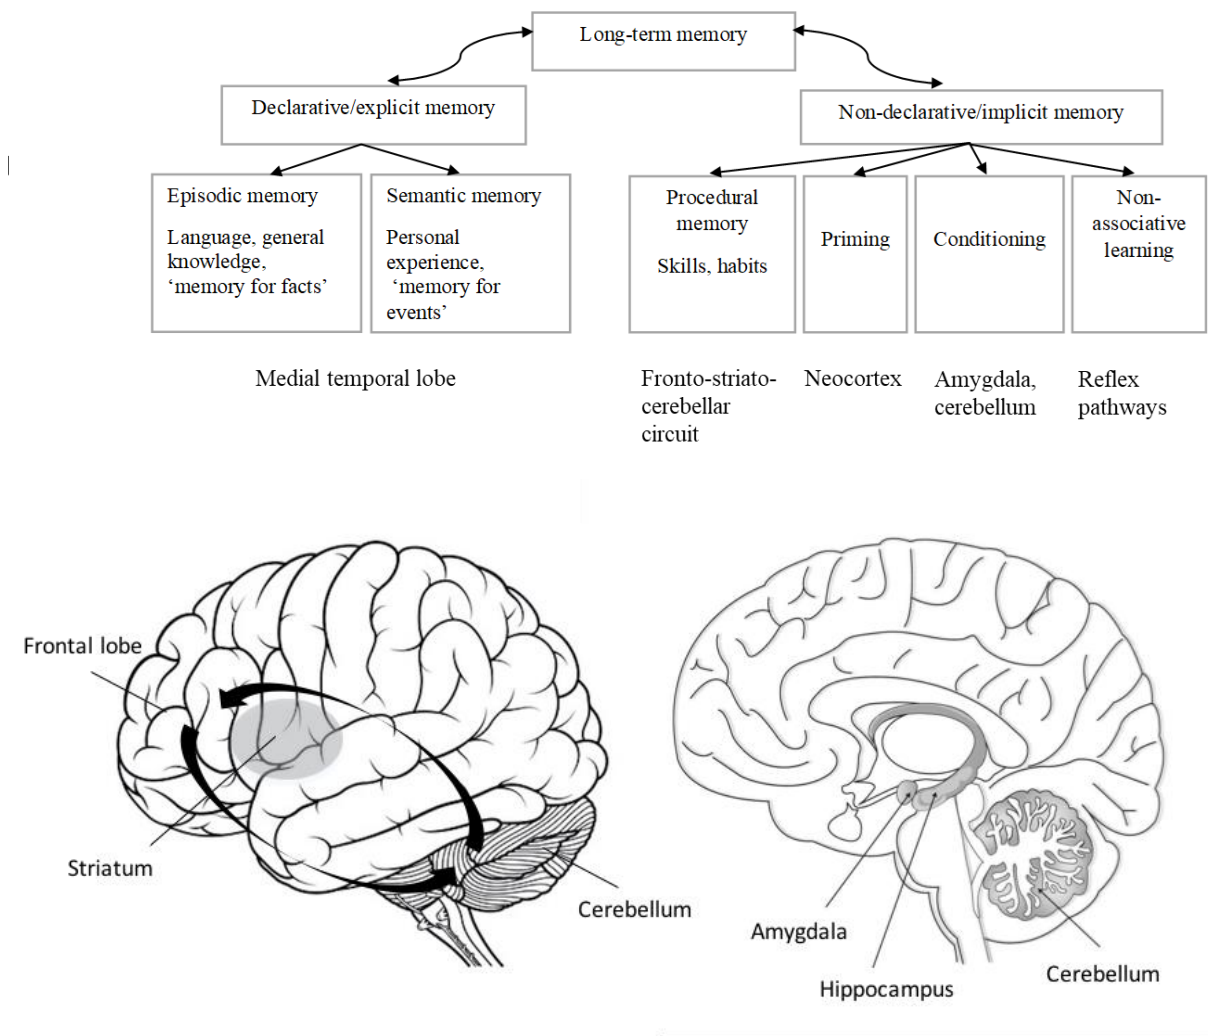 Long-term memory
Declarative/explicit memory
Non-declarative/implicit memory
Episodic memory
Language, general
knowledge,
‘memory for facts’
Semantic memory
Personal
experience,
‘memory for
events’
Procedural
memory
Skills, habits
Priming
Conditioning
Non-
associative
learning
Medial temporal lobe
Fronto-striato-
cerebellar
circuit
Neocortex
Amygdala,
cerebellum
Reflex
pathways
Frontal lobe
Striatum
Cerebellum
Amygdala
Hippocampus
Cerebellum